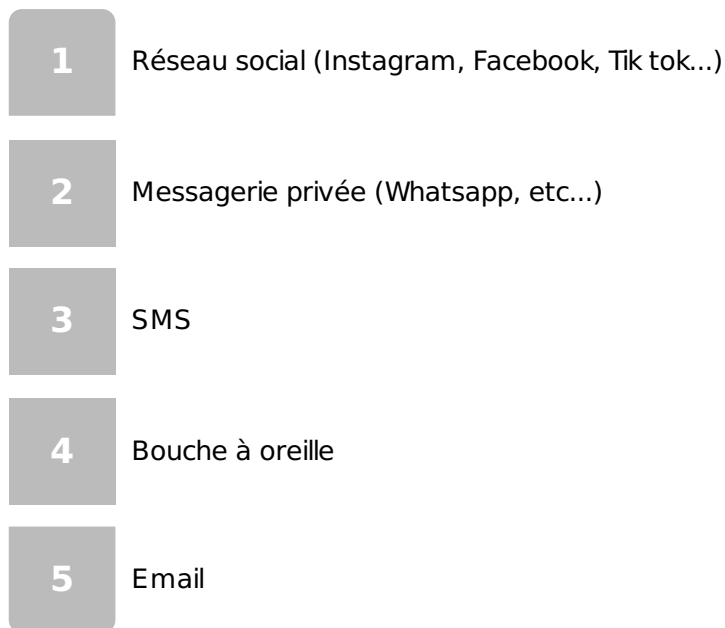 1 Réseau social (Instagram, Facebook, Tik tok...)
2 Messagerie privée (Whatsapp, etc...)
3 SMS
4 Bouche à oreille
5 Email